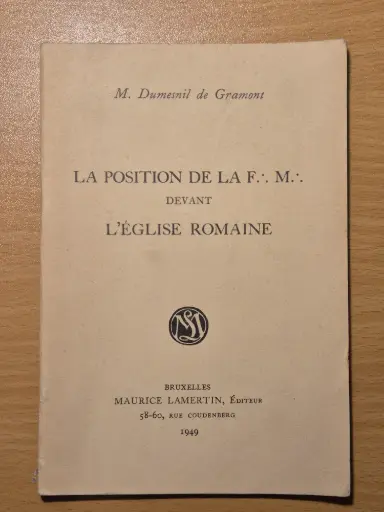 M. Dumesnil de Gramont
LA POSITION DE LA F∴ M∴
DEVANT
L'ÉGLISE ROMAINE
BRUXELLES
MAURICE LAMERTIN, ÉDITEUR
58-60, RUE COUDENBERG
1949